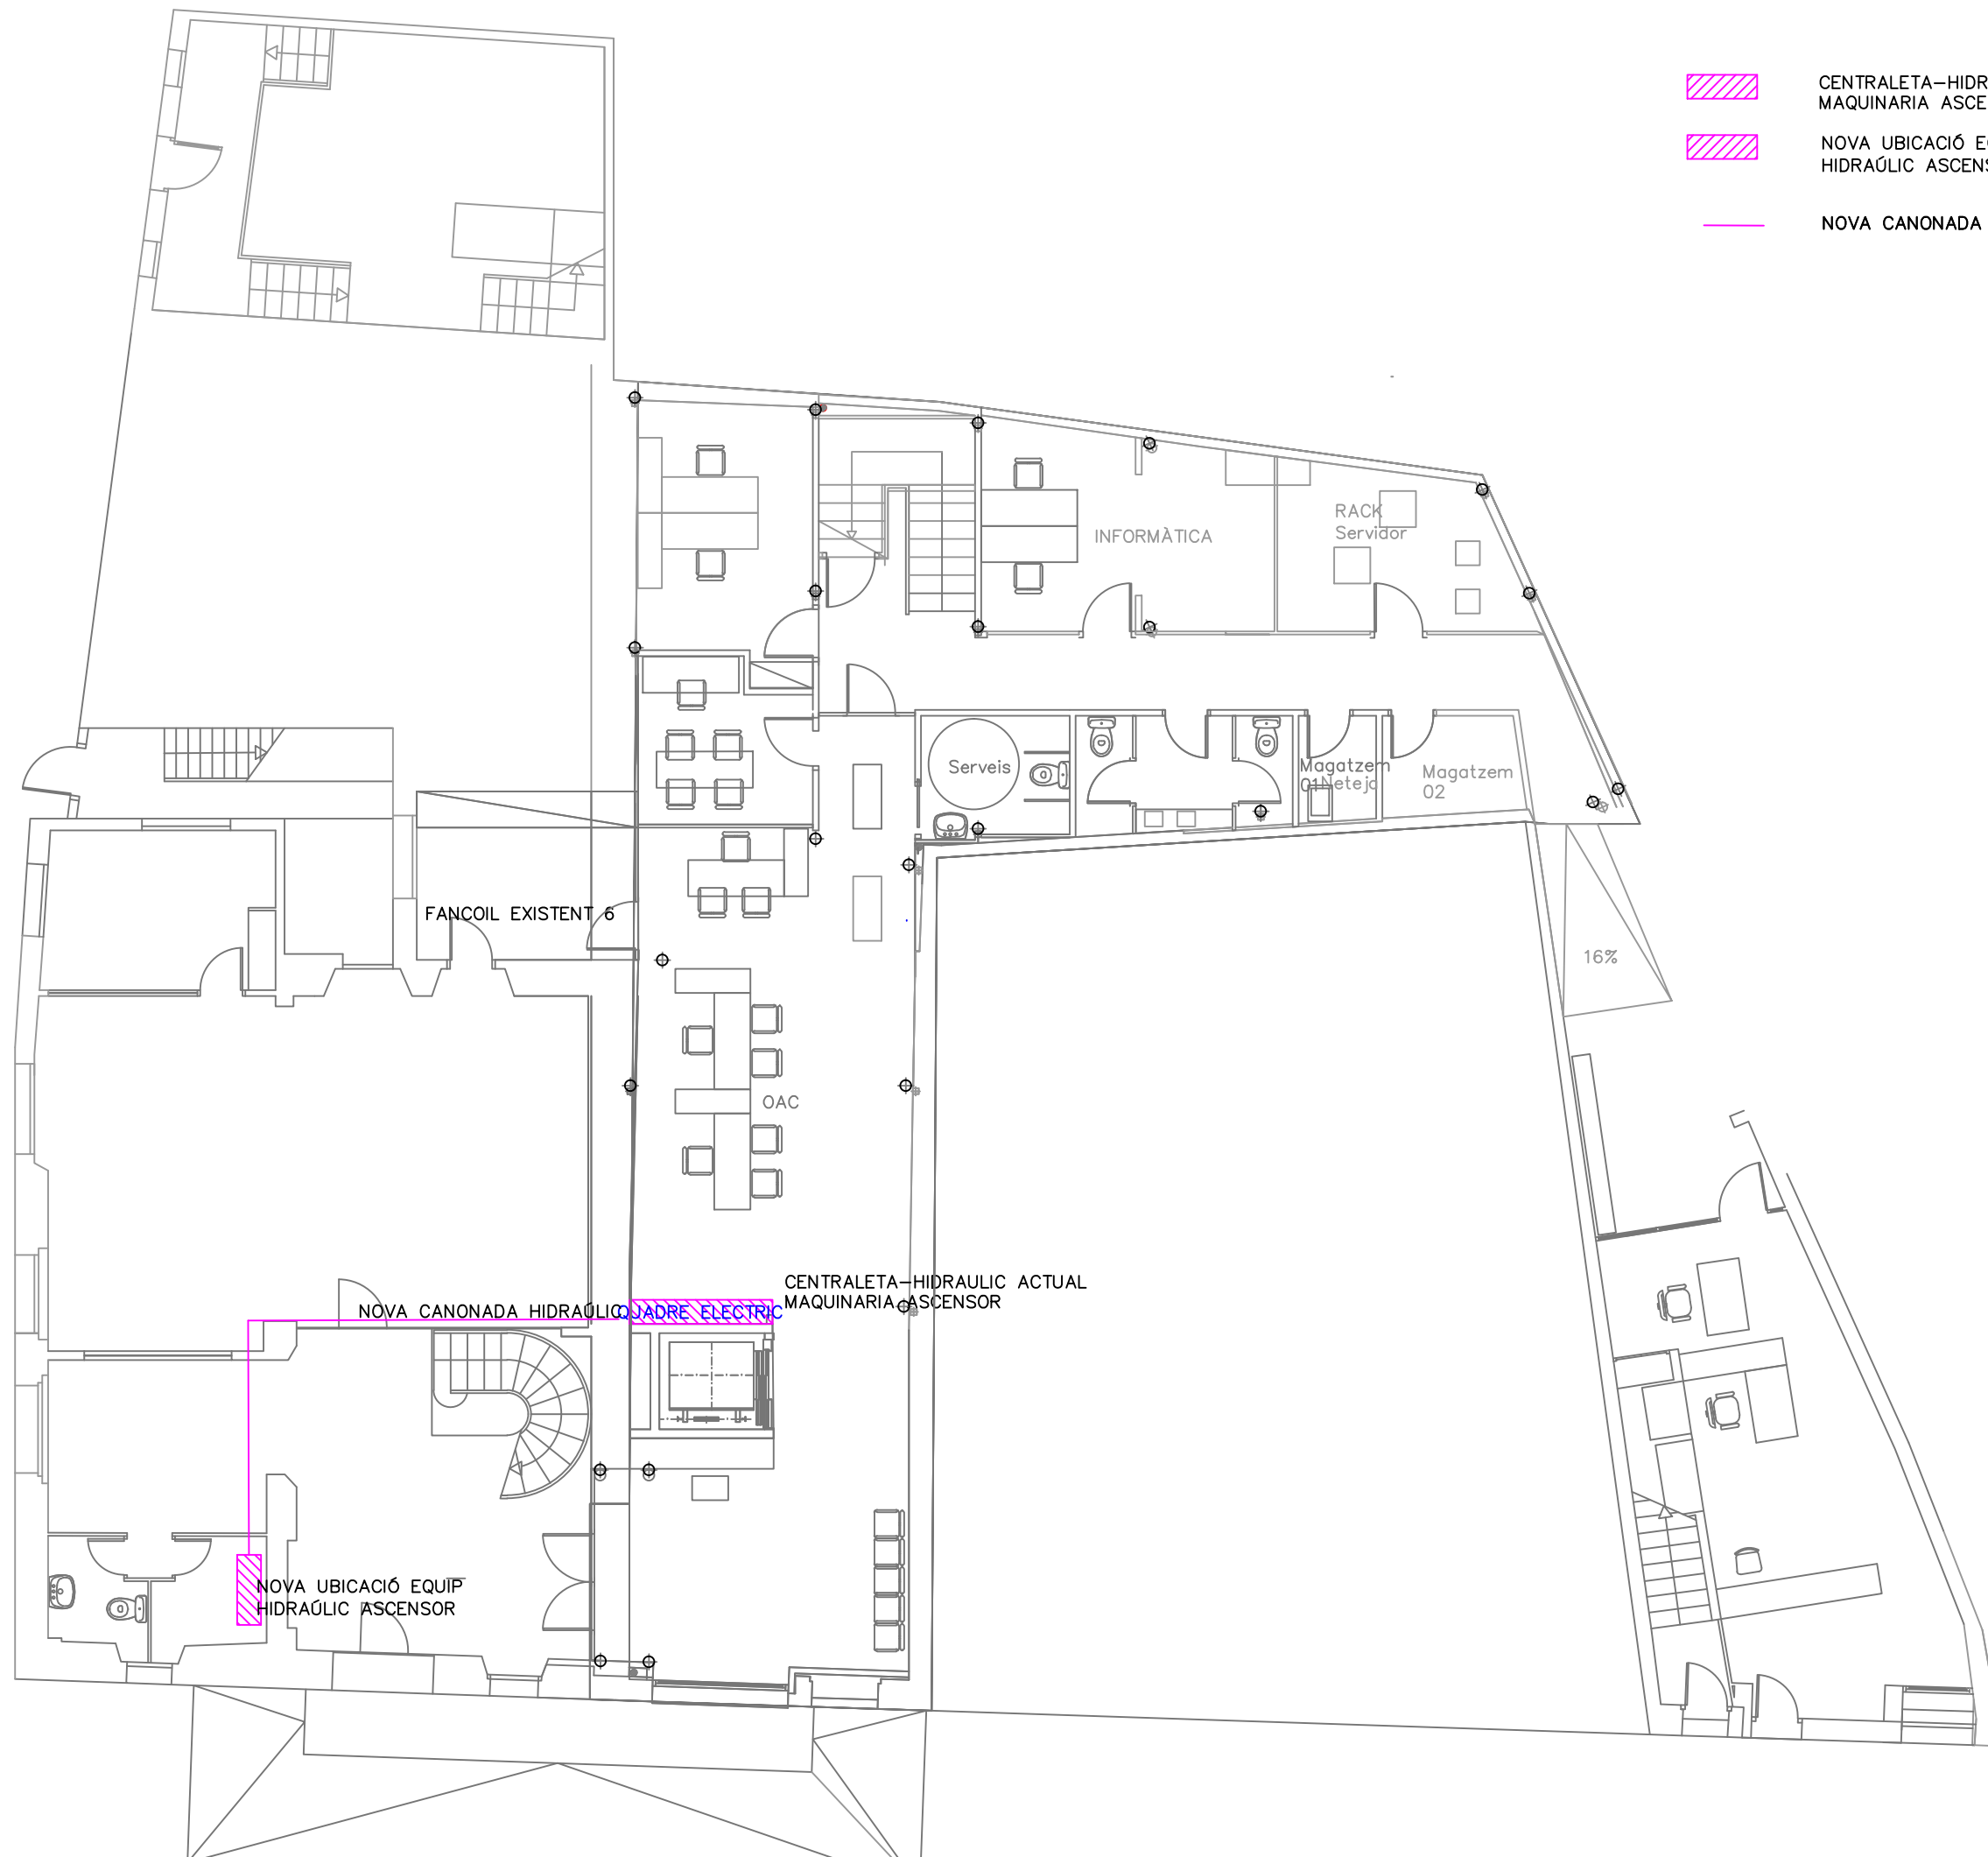 CENTRALETA-HIDR
MAQUINARIA ASCE
NOVA UBICACIÓ E
HIDRAÚLIC ASCENS
NOVA CANONADA
RACK
Servidor
INFORMÀTICA
Serveis
Magatzem
01 Neteja
Magatzem
02
FANCOIL EXISTENT 6
16%
OAC
CENTRALETA-HIDRAULIC ACTUAL
MAQUINARIA ASCENSOR
NOVA CANONADA HIDRAÚLIC
QUADRE ELECTRIC
NOVA UBICACIÓ EQUIP
HIDRAÚLIC ASCENSOR